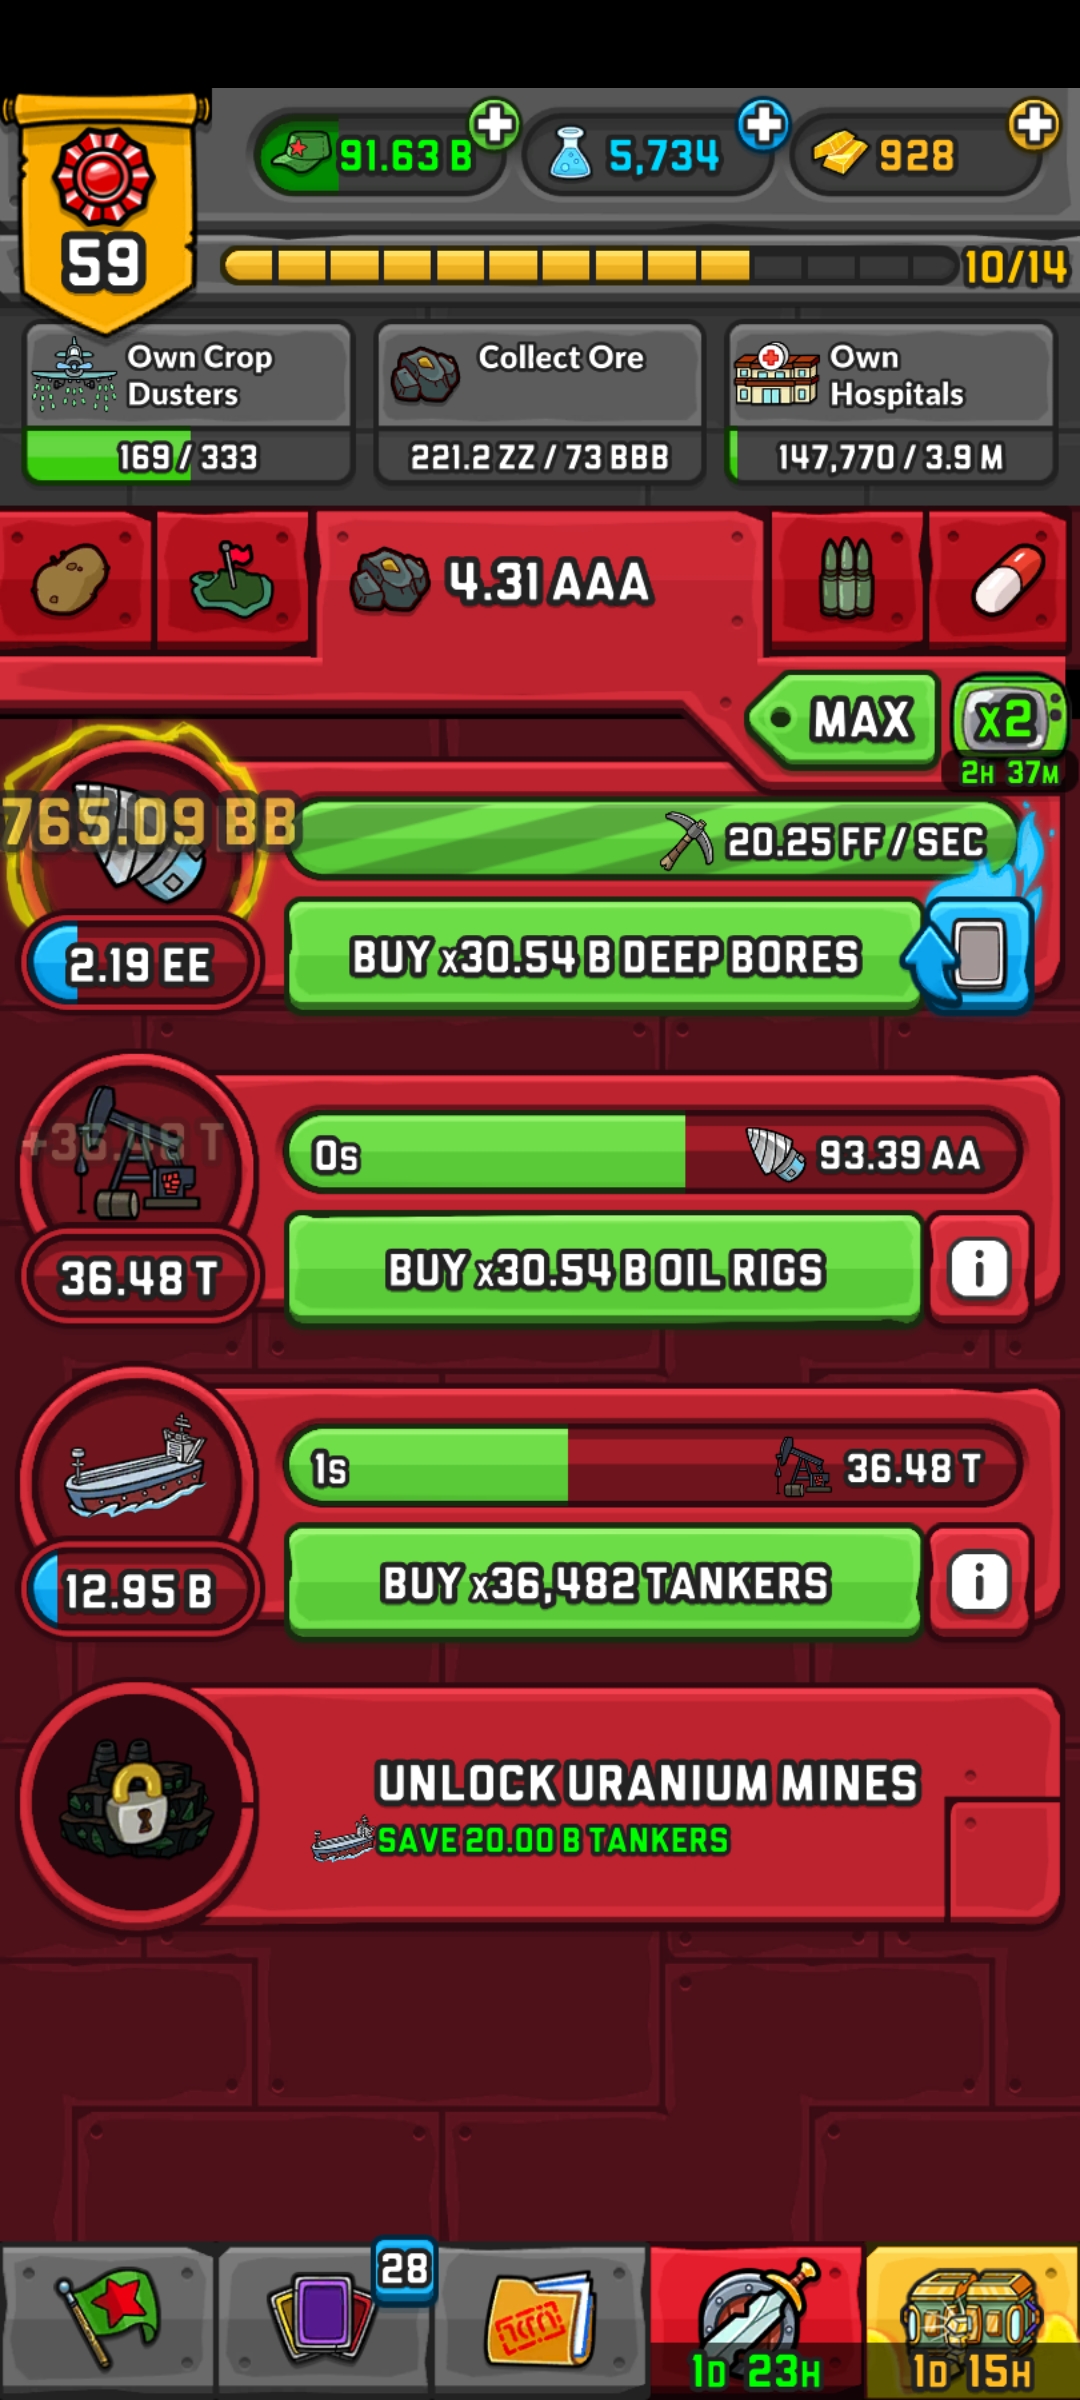 91.63 B
5,734
928
59
10/14
Own Crop
Dusters
169 / 333
Collect Ore
221.2 ZZ / 73 BBB
Own
Hospitals
147,770 / 3.9 M
4.31 AAA
MAX
x2
2H 37M
765.09 BB
20.25 FF / SEC
2.19 EE
BUY x30.54 B DEEP BORES
+36.48 T
0s
93.39 AA
36.48 T
BUY x30.54 B OIL RIGS
i
1s
36.48 T
12.95 B
BUY x36,482 TANKERS
i
UNLOCK URANIUM MINES
SAVE 20.00 B TANKERS
28
1D 23H
1D 15H